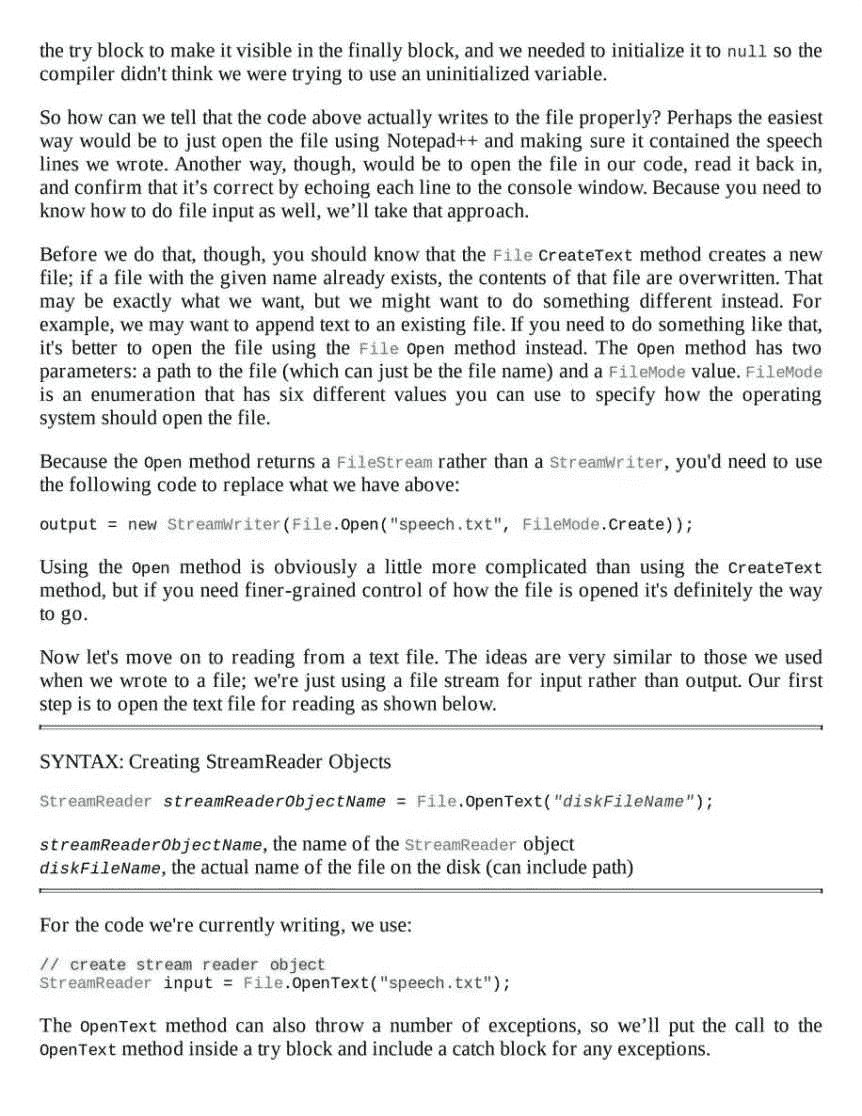 the try block to make it visible in the finally block, and we needed to initialize it to null so the
compiler didn't think we were trying to use an uninitialized variable.
So how can we tell that the code above actually writes to the file properly? Perhaps the easiest
way would be to just open the file using Notepad++ and making sure it contained the speech
lines we wrote. Another way, though, would be to open the file in our code, read it back in,
and confirm that it’s correct by echoing each line to the console window. Because you need to
know how to do file input as well, we’ll take that approach.
Before we do that, though, you should know that the File CreateText method creates a new
file; if a file with the given name already exists, the contents of that file are overwritten. That
may be exactly what we want, but we might want to do something different instead. For
example, we may want to append text to an existing file. If you need to do something like that,
it's better to open the file using the File Open method instead. The Open method has two
parameters: a path to the file (which can just be the file name) and a FileMode value. FileMode
is an enumeration that has six different values you can use to specify how the operating
system should open the file.
Because the Open method returns a FileStream rather than a StreamWriter, you'd need to use
the following code to replace what we have above:
output = new StreamWriter(File.Open("speech.txt", FileMode.Create));
Using the Open method is obviously a little more complicated than using the CreateText
method, but if you need finer-grained control of how the file is opened it's definitely the way
to go.
Now let's move on to reading from a text file. The ideas are very similar to those we used
when we wrote to a file; we're just using a file stream for input rather than output. Our first
step is to open the text file for reading as shown below.
SYNTAX: Creating StreamReader Objects
StreamReader streamReaderObjectName = File.OpenText("diskFileName");
streamReaderObjectName, the name of the StreamReader object
diskFileName, the actual name of the file on the disk (can include path)
For the code we're currently writing, we use:
// create stream reader object
StreamReader input = File.OpenText("speech.txt");
The OpenText method can also throw a number of exceptions, so we’ll put the call to the
OpenText method inside a try block and include a catch block for any exceptions.